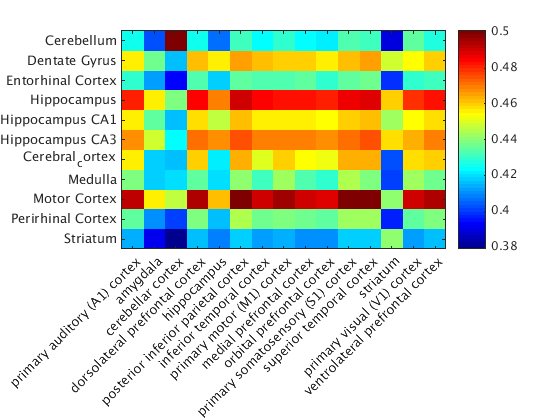 Cerebellum
Dentate Gyrus
Entorhinal Cortex
Hippocampus
Hippocampus CA1
Hippocampus CA3
Cerebralcortex
Medulla
Motor Cortex
Perirhinal Cortex
Striatum
primary auditory (A1) cortex
amygdala
cerebellar cortex
dorsolateral prefrontal cortex
hippocampus
posterior inferior parietal cortex
inferior temporal cortex
primary motor (M1) cortex
medial prefrontal cortex
orbital prefrontal cortex
primary somatosensory (S1) cortex
superior temporal cortex
striatum
primary visual (V1) cortex
ventrolateral prefrontal cortex
0.5
0.48
0.46
0.44
0.42
0.4
0.38